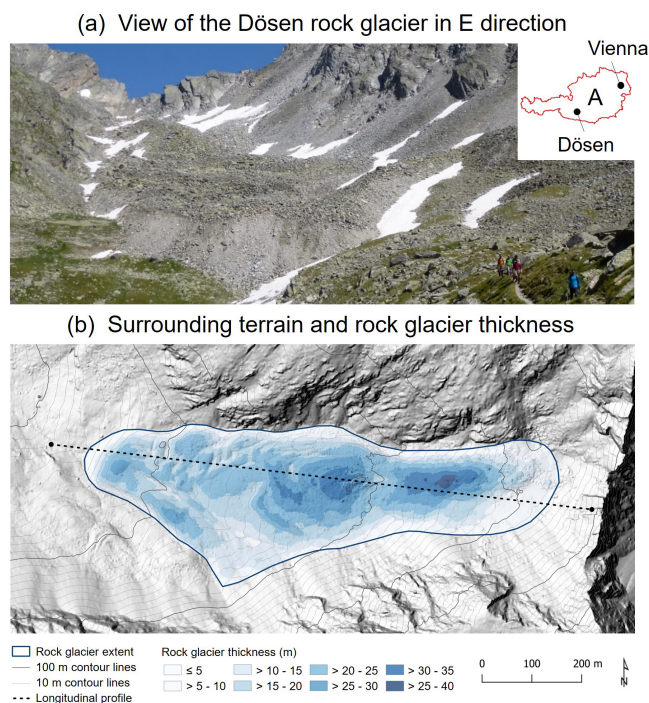 (a) View of the Dösen rock glacier in E direction
Vienna
A
Dösen
(b) Surrounding terrain and rock glacier thickness
Rock glacier extent
100 m contour lines
10 m contour lines
Longitudinal profile
Rock glacier thickness (m)
≤ 5 > 10 - 15 > 20 - 25 > 30 - 35
> 5 - 10 > 15 - 20 > 25 - 30 > 25 - 40
0 100 200 m
N